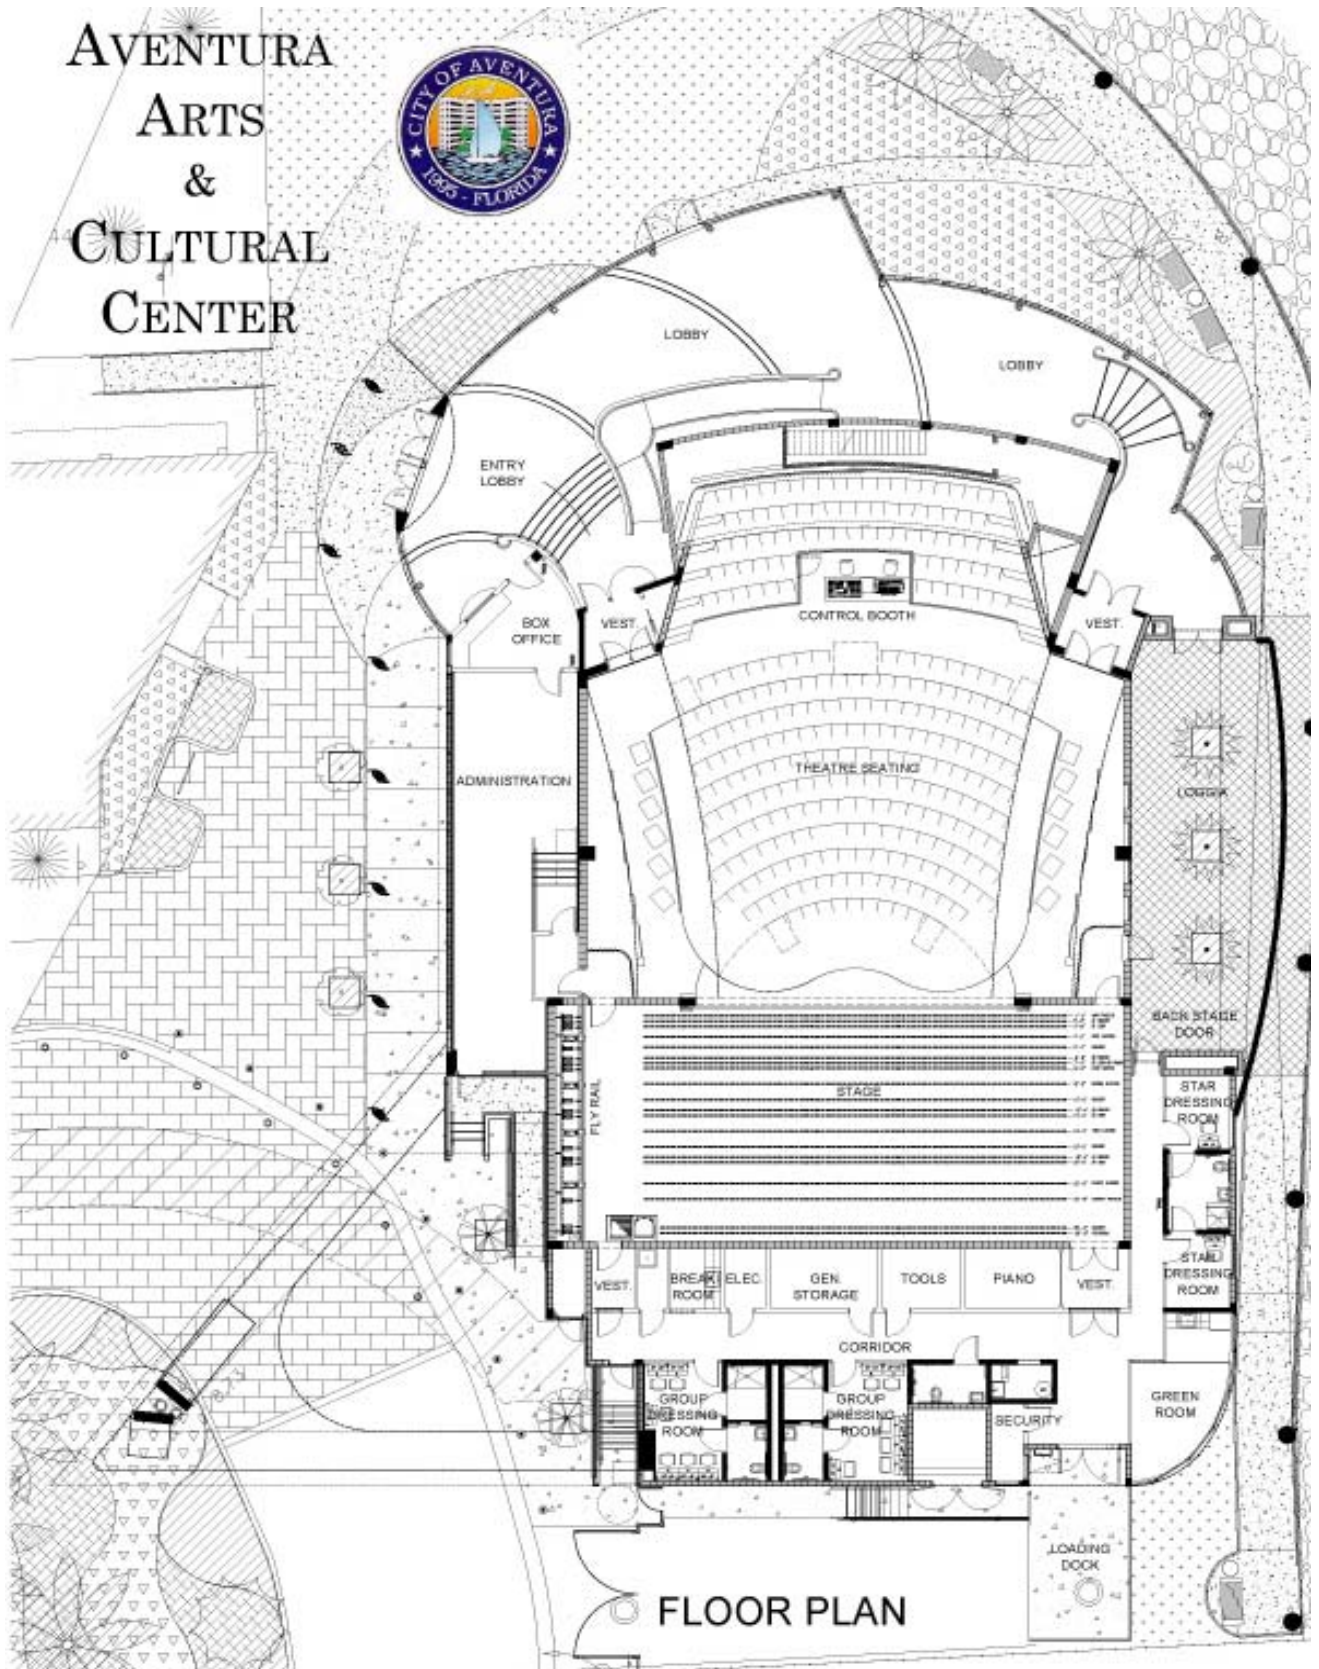 AVENTURA
ARTS
&
CULTURAL
CENTER
CITY OF AVENTURA
1995 - FLORIDA
LOBBY
LOBBY
ENTRY
LOBBY
BOX
OFFICE
VEST.
CONTROL BOOTH
VEST.
ADMINISTRATION
THEATRE SEATING
LOGGIA
BACK STAGE
DOOR
FLY RAIL
STAGE
STAR
DRESSING
ROOM
STAR
DRESSING
ROOM
VEST.
BREAK
ROOM
ELEC.
GEN.
STORAGE
TOOLS
PIANO
VEST.
CORRIDOR
GROUP
DRESSING
ROOM
GROUP
DRESSING
ROOM
SECURITY
GREEN
ROOM
LOADING
DOCK
FLOOR PLAN